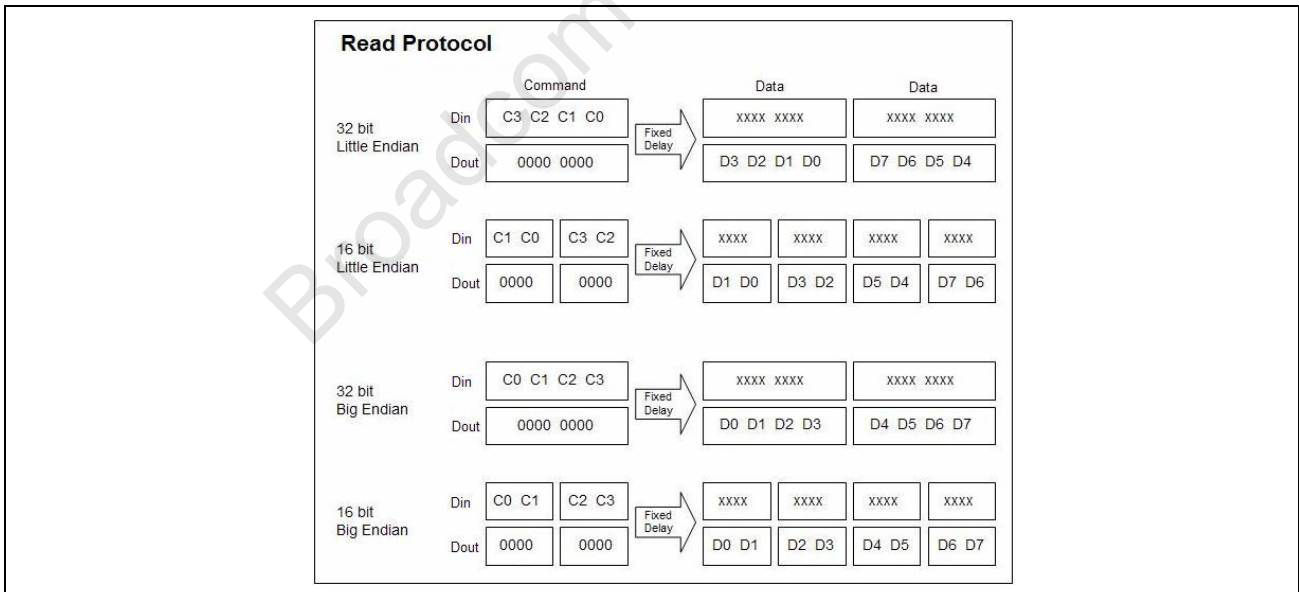 Broadcom
Read Protocol
Command Data Data
32 bit
Little Endian
Din C3 C2 C1 C0 Fixed Delay xxxx xxxx xxxx xxxx
Dout 0000 0000 D3 D2 D1 D0 D7 D6 D5 D4
16 bit
Little Endian
Din C1 C0 C3 C2 Fixed Delay xxxx xxxx xxxx xxxx
Dout 0000 0000 D1 D0 D3 D2 D5 D4 D7 D6
32 bit
Big Endian
Din C0 C1 C2 C3 Fixed Delay xxxx xxxx xxxx xxxx
Dout 0000 0000 D0 D1 D2 D3 D4 D5 D6 D7
16 bit
Big Endian
Din C0 C1 C2 C3 Fixed Delay xxxx xxxx xxxx xxxx
Dout 0000 0000 D0 D1 D2 D3 D4 D5 D6 D7